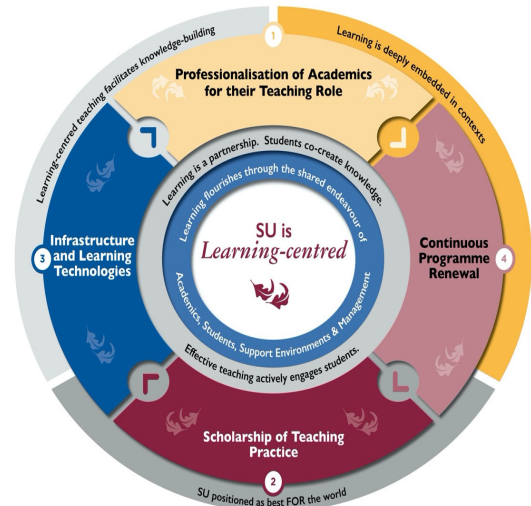 Learning-centred teaching facilitates knowledge-building
Learning is deeply embedded in contexts
1
Professionalisation of Academics
for their Teaching Role
Learning is a partnership. Students co-create knowledge.
Learning flourishes through the shared endeavour of
SU is
Learning-centred
Academics, Students, Support Environments & Management
Effective teaching actively engages students.
3
Infrastructure
and Learning
Technologies
Continuous
Programme
Renewal
4
Scholarship of Teaching
Practice
2
SU positioned as best FOR the world